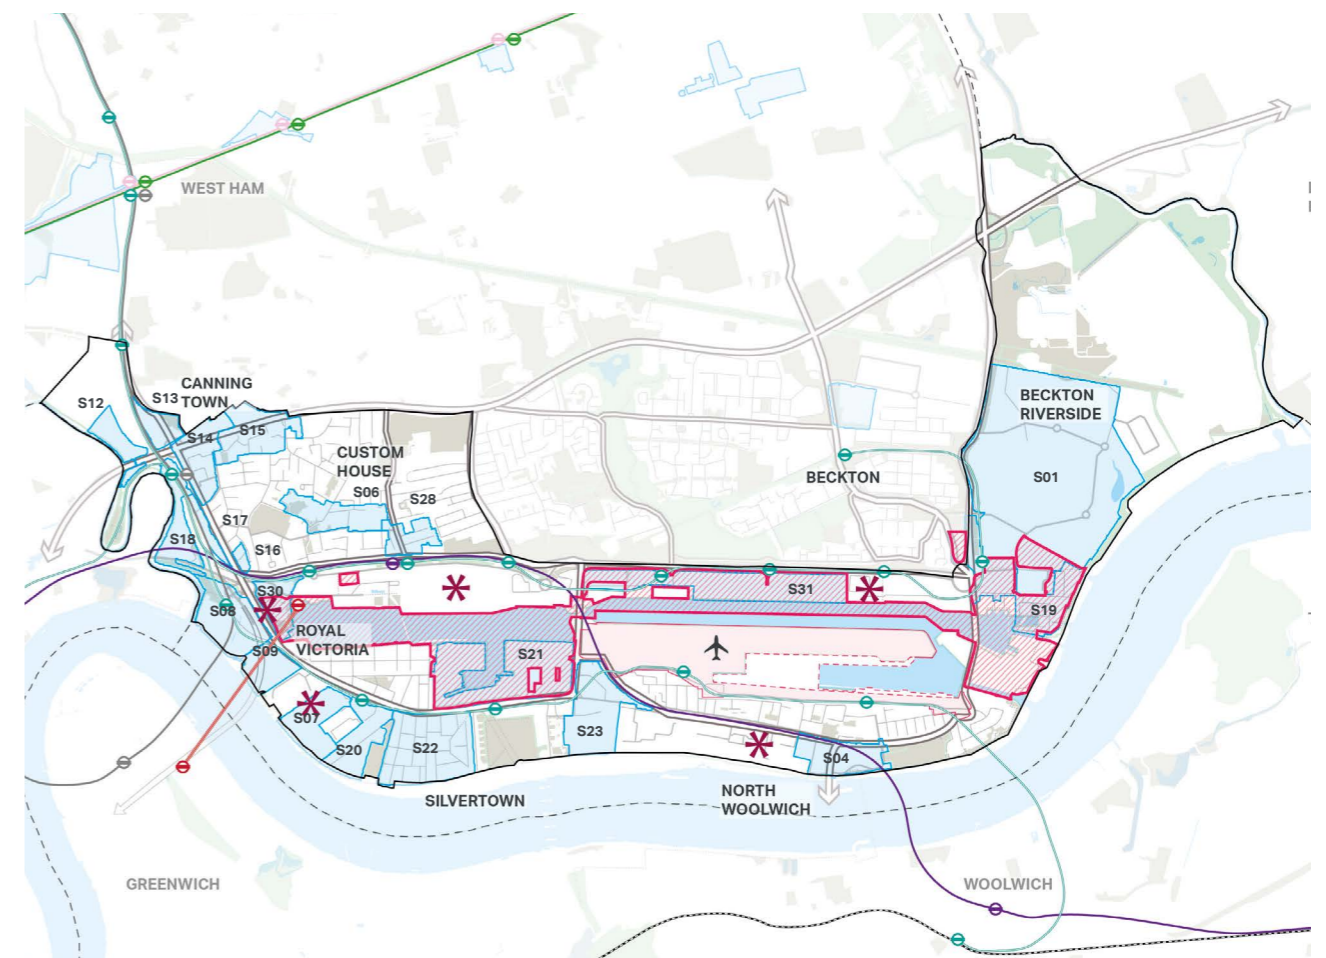 WEST HAM
CANNING
TOWN
S13
S12
S14
S15
BECKTON
RIVERSIDE
CUSTOM
HOUSE
S06
S28
BECKTON
S01
S17
S18
S16
S30
S31
S08
S19
ROYAL
VICTORIA
S09
S21
S07
S20
S22
S23
S04
NORTH
WOOLWICH
SILVERTOWN
GREENWICH
WOOLWICH